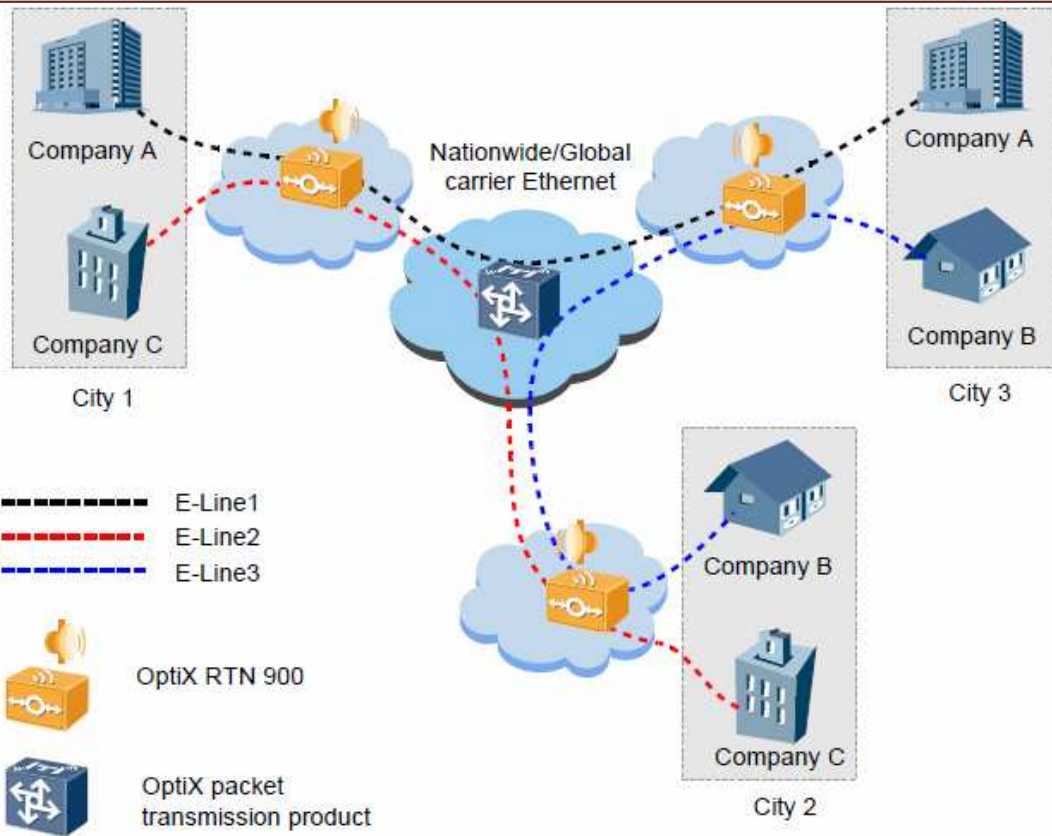 Company A
Company C
City 1
Nationwide/Global
carrier Ethernet
Company A
Company B
City 3
E-Line1
E-Line2
E-Line3
OptiX RTN 900
OptiX packet
transmission product
Company B
Company C
City 2